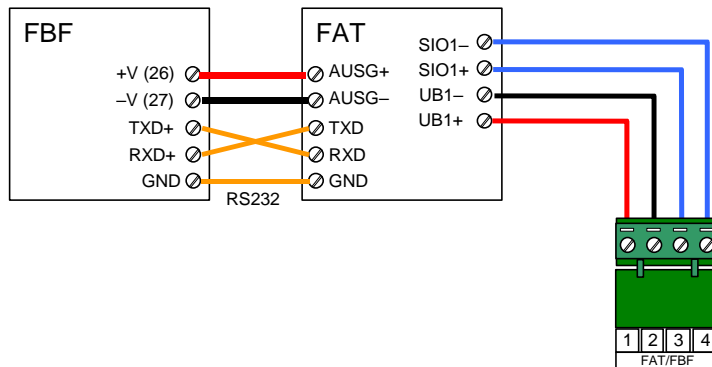 FBF
FAT
+V (26)
–V (27)
TXD+
RXD+
GND
RS232
AUSG+
AUSG–
TXD
RXD
GND
SIO1–
SIO1+
UB1–
UB1+
1 2 3 4
FAT/FBF